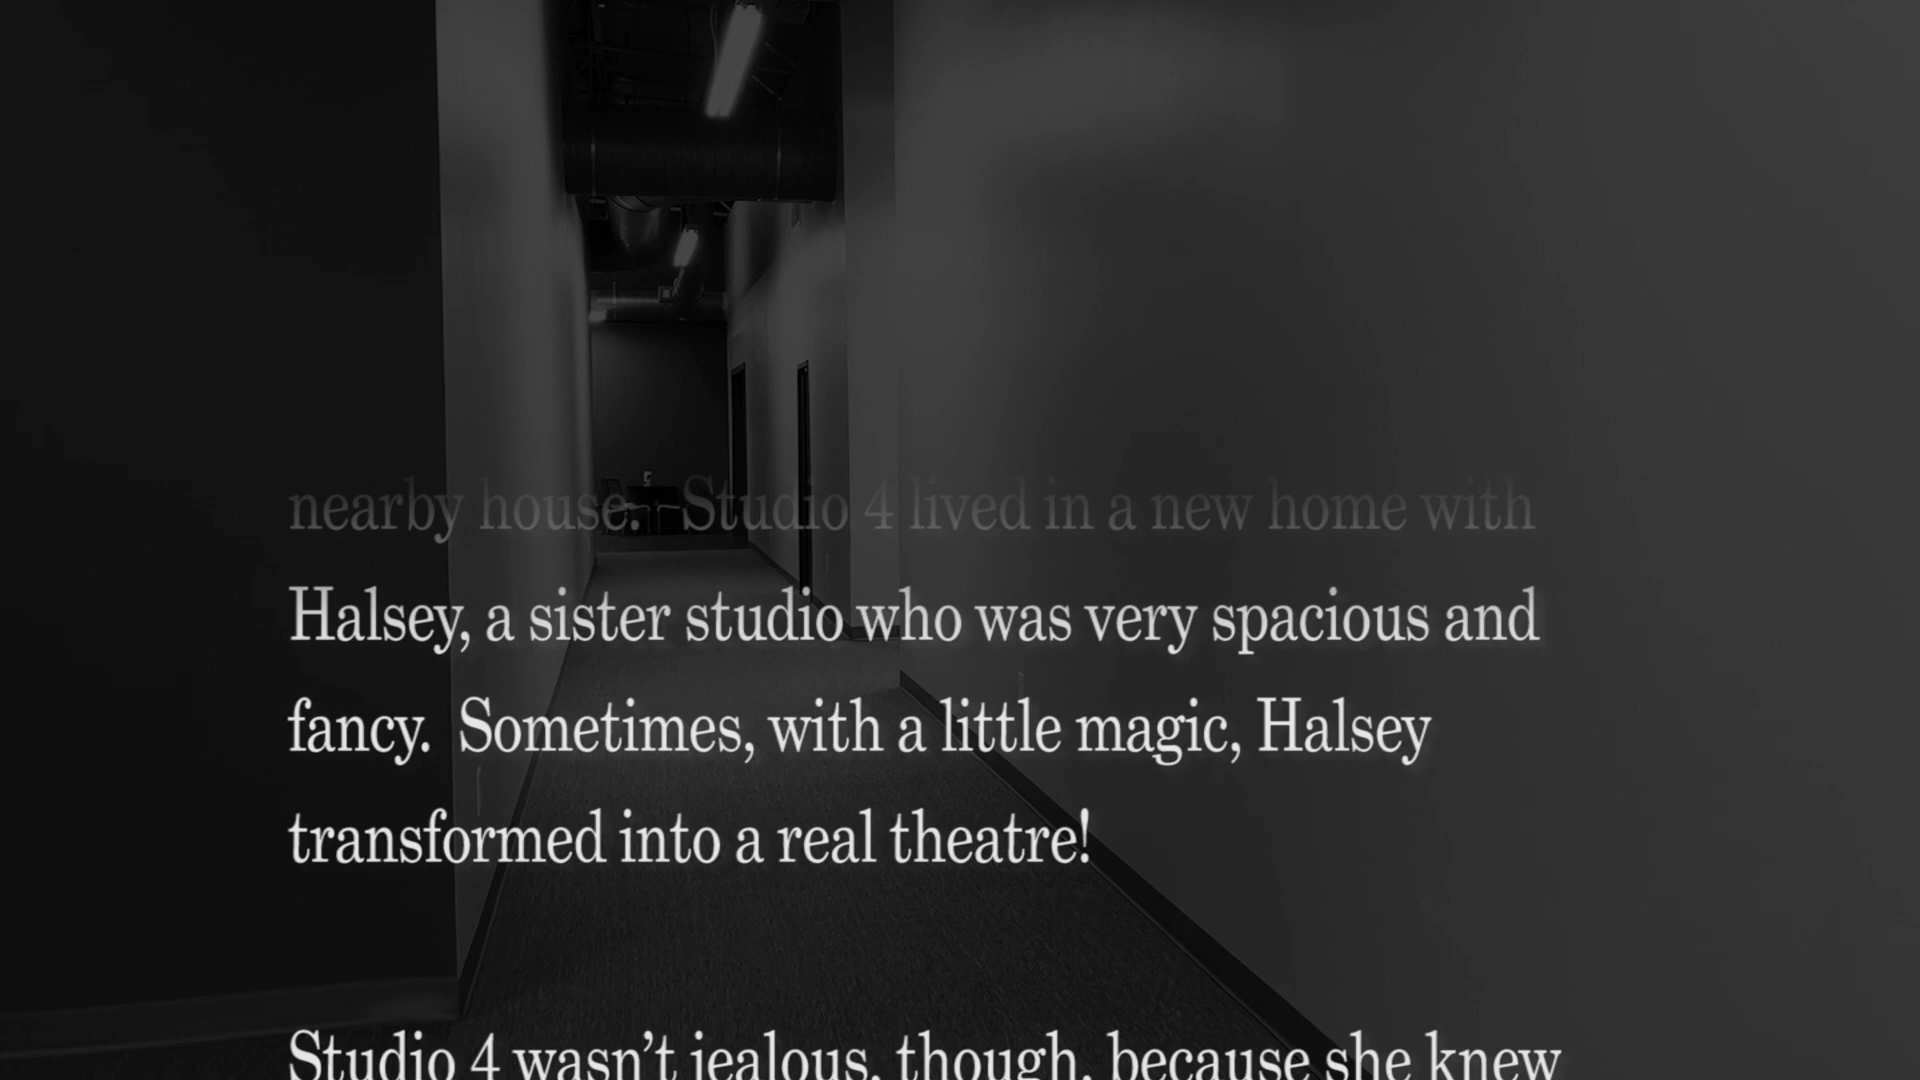 nearby house.  Studio 4 lived in a new home with
Halsey, a sister studio who was very spacious and
fancy.  Sometimes, with a little magic, Halsey
transformed into a real theatre!
Studio 4 wasn’t jealous, though, because she knew